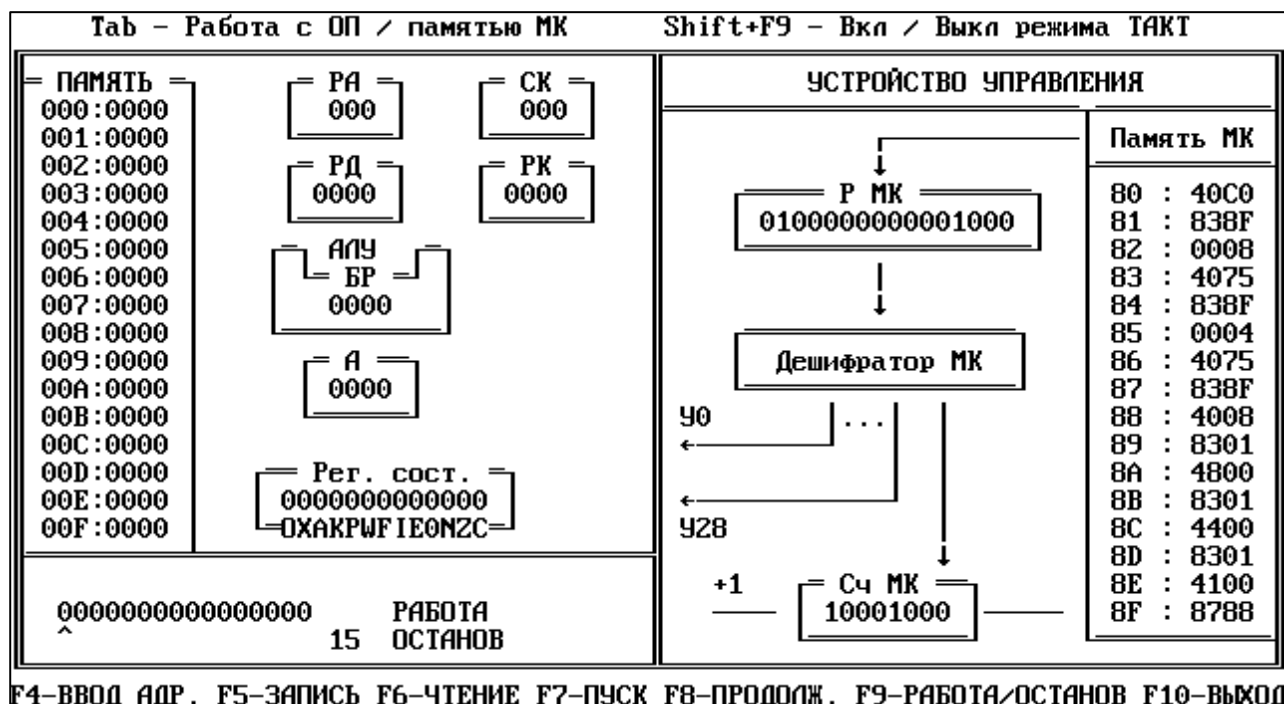 Tab – Работа с ОП / памятью МК Shift+F9 – Вкл / Выкл режима ТАКТ
ПАМЯТЬ РА СК УСТРОЙСТВО УПРАВЛЕНИЯ
000:0000 000 000
001:0000 Память МК
002:0000 РД РК
003:0000 0000 0000 Р МК 80 : 40C0
004:0000 0100000000001000 81 : 838F
005:0000 АЛУ 82 : 0008
006:0000 БР 83 : 4075
007:0000 0000 84 : 838F
008:0000 85 : 0004
009:0000 А Дешифратор МК 86 : 4075
00A:0000 0000 87 : 838F
00B:0000 У0 ... 88 : 4008
00C:0000 89 : 8301
00D:0000 Рег. сост. 8A : 4800
00E:0000 0000000000000 8B : 8301
00F:0000 OXAKPWFIE0NZC У28 8C : 4400
8D : 8301
+1 Сч МК 8E : 4100
0000000000000000 РАБОТА 10001000 8F : 8788
^ 15 ОСТАНОВ
F4–ВВОД АДР. F5–ЗАПИСЬ F6–ЧТЕНИЕ F7–ПУСК F8–ПРОДОЛЖ. F9–РАБОТА/ОСТАНОВ F10–ВЫХОД